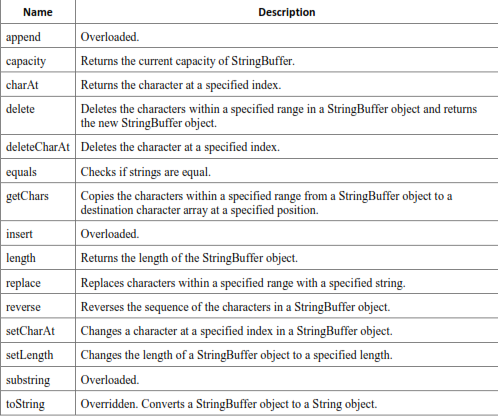 Name Description
append Overloaded.
capacity Returns the current capacity of StringBuffer.
charAt Returns the character at a specified index.
delete Deletes the characters within a specified range in a StringBuffer object and returns
the new StringBuffer object.
deleteCharAt Deletes the character at a specified index.
equals Checks if strings are equal.
getChars Copies the characters within a specified range from a StringBuffer object to a
destination character array at a specified position.
insert Overloaded.
length Returns the length of the StringBuffer object.
replace Replaces characters within a specified range with a specified string.
reverse Reverses the sequence of the characters in a StringBuffer object.
setCharAt Changes a character at a specified index in a StringBuffer object.
setLength Changes the length of a StringBuffer object to a specified length.
substring Overloaded.
toString Overridden. Converts a StringBuffer object to a String object.